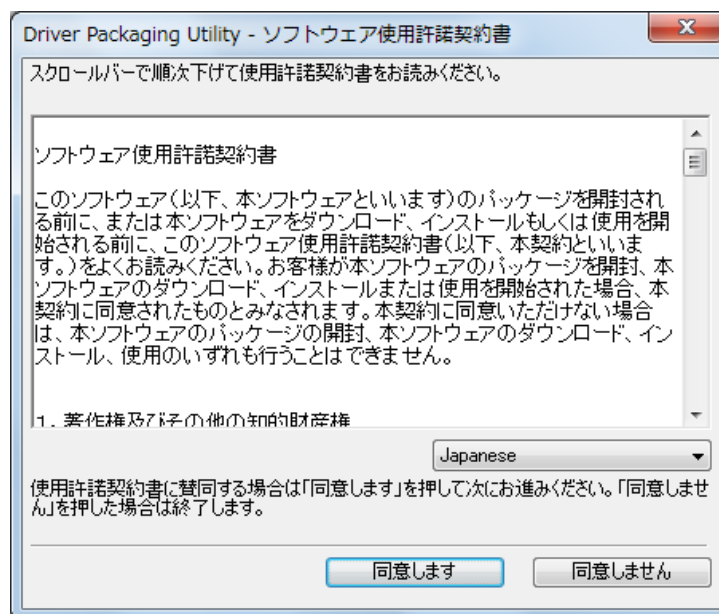 Driver Packaging Utility - ソフトウェア使用許諾契約書
スクロールバーで順次下げて使用許諾契約書をお読みください。
ソフトウェア使用許諾契約書
このソフトウェア(以下、本ソフトウェアといいます)のパッケージを開封され
る前に、または本ソフトウェアをダウンロード、インストールもしくは使用を開
始される前に、このソフトウェア使用許諾契約書(以下、本契約といいま
す。)をよくお読みください。お客様が本ソフトウェアのパッケージを開封、本
ソフトウェアのダウンロード、インストールまたは使用を開始された場合、本
契約に同意されたものとみなされます。本契約に同意いただけない場合
は、本ソフトウェアのパッケージの開封、本ソフトウェアのダウンロード、イン
ストール、使用のいずれも行うことはできません。
1. 著作権及びその他の知的財産権
Japanese
使用許諾契約書に賛同する場合は「同意します」を押して次にお進みください。「同意しませ
ん」を押した場合は終了します。
同意します
同意しません